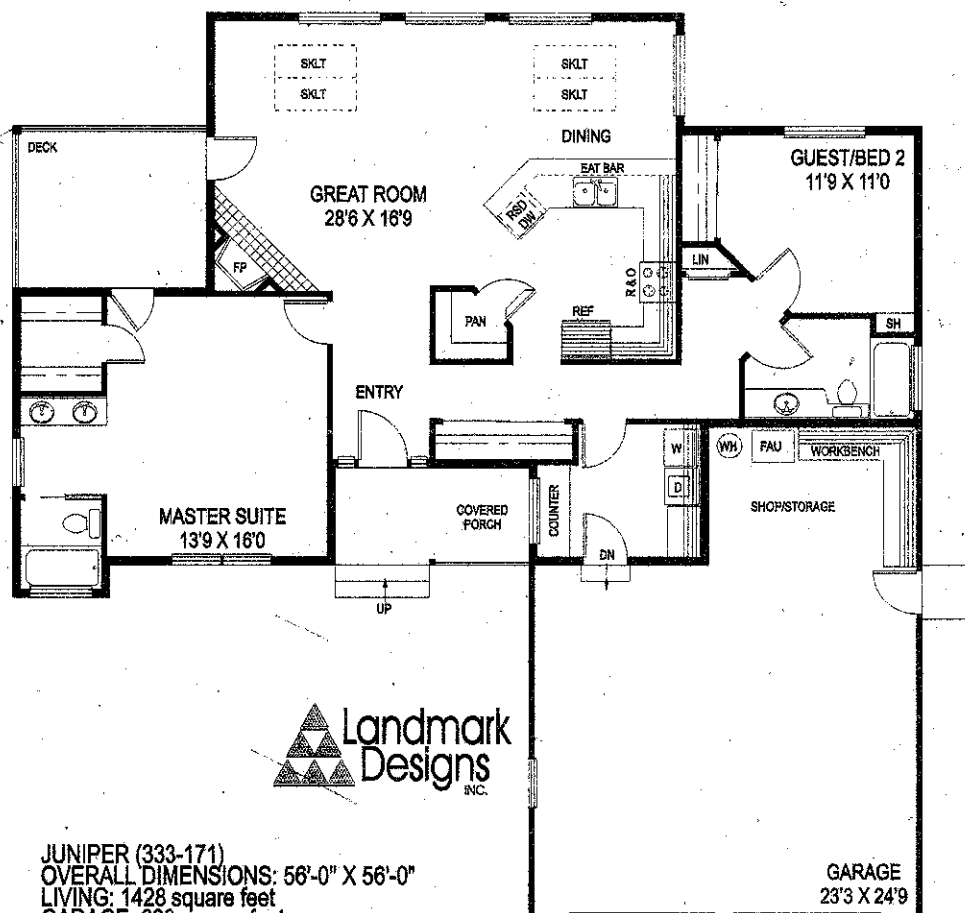 SKLT
SKLT
SKLT
SKLT
DINING
DECK
GUEST/BED 2
11'9 X 11'0
EAT BAR
GREAT ROOM
28'6 X 16'9
RSD
DW
LIN
FP
R&O
PAN
REF
SH
ENTRY
W
WH
FAU
WORKBENCH
D
COUNTER
SHOP/STORAGE
COVERED
PORCH
MASTER SUITE
13'9 X 16'0
DN
UP
Landmark
Designs
INC.
JUNIPER (333-171)
OVERALL DIMENSIONS: 56'-0" X 56'-0"
LIVING: 1428 square feet
GARAGE
23'3 X 24'9